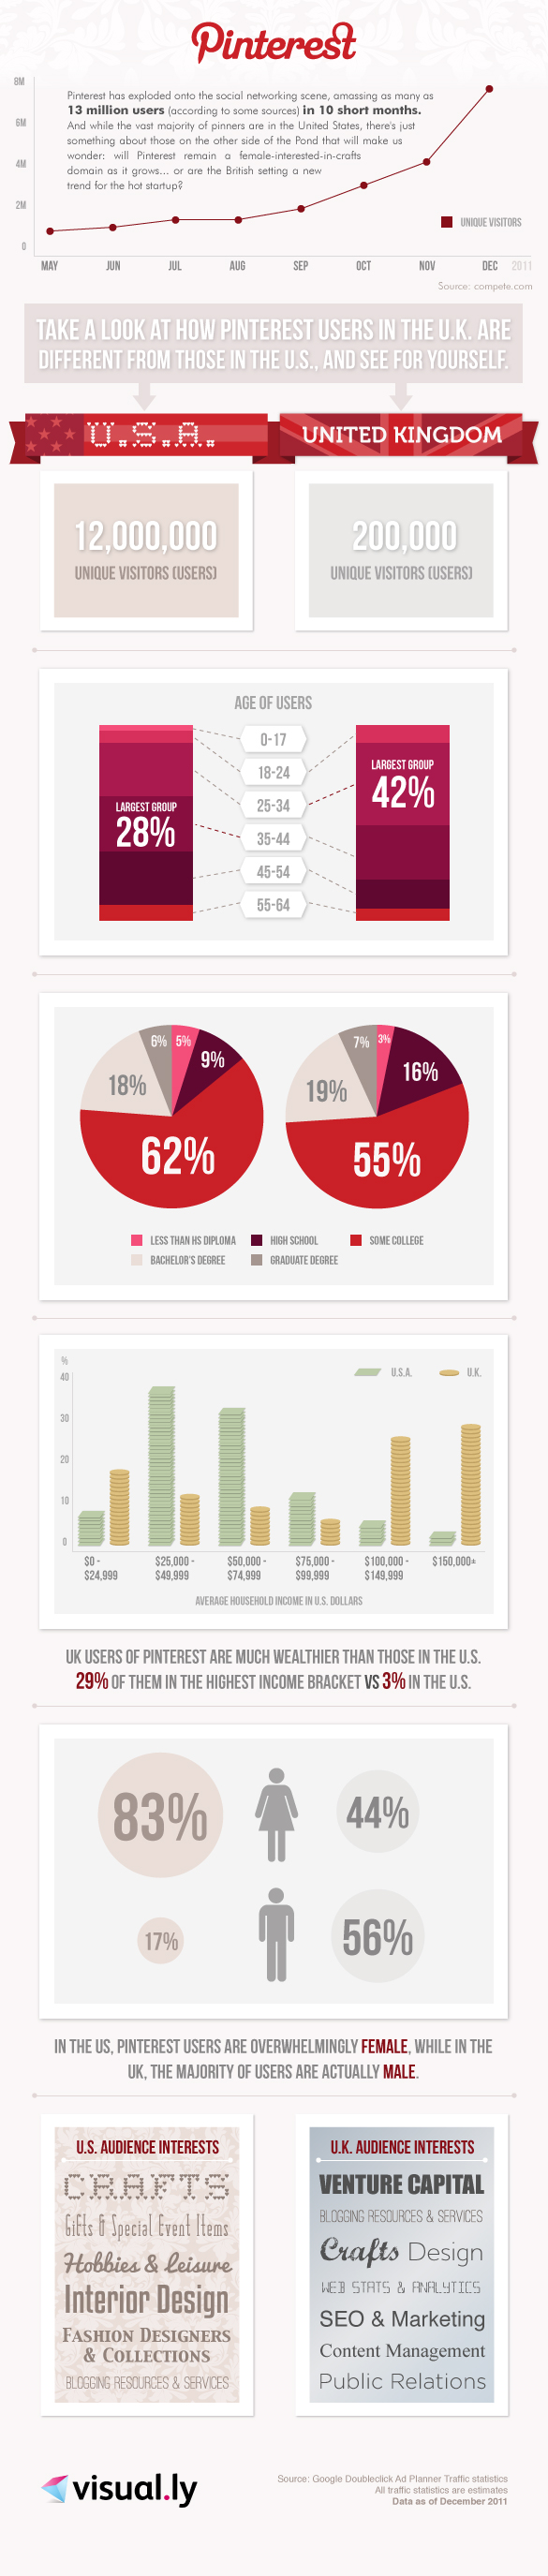 Pinterest
8M
6M
4M
2M
0
Pinterest has exploded onto the social networking scene, amassing as many as
13 million users (according to some sources) in 10 short months.
And while the vast majority of pinners are in the United States, there's just
something about those on the other side of the Pond that will make us
wonder: will Pinterest remain a female-interested-in-crafts
domain as it grows... or are the British setting a new
trend for the hot startup?
UNIQUE VISITORS
MAY JUN JUL AUG SEP OCT NOV DEC 2011
Source: compete.com
TAKE A LOOK AT HOW PINTEREST USERS IN THE U.K. ARE
DIFFERENT FROM THOSE IN THE U.S., AND SEE FOR YOURSELF.
U.S.A.
UNITED KINGDOM
12,000,000
UNIQUE VISITORS (USERS)
200,000
UNIQUE VISITORS (USERS)
AGE OF USERS
0-17
18-24
25-34
35-44
45-54
55-64
LARGEST GROUP
28%
LARGEST GROUP
42%
6% 5%
9%
18%
62%
7% 3%
16%
19%
55%
LESS THAN HS DIPLOMA HIGH SCHOOL SOME COLLEGE
BACHELOR'S DEGREE GRADUATE DEGREE
%
40
30
20
10
0
U.S.A. U.K.
$0 - $25,000 - $50,000 - $75,000 - $100,000 - $150,000+
$24,999 $49,999 $74,999 $99,999 $149,999
AVERAGE HOUSEHOLD INCOME IN U.S. DOLLARS
UK USERS OF PINTEREST ARE MUCH WEALTHIER THAN THOSE IN THE U.S.
29% OF THEM IN THE HIGHEST INCOME BRACKET VS 3% IN THE U.S.
83% 44%
17% 56%
IN THE US, PINTEREST USERS ARE OVERWHELMINGLY FEMALE, WHILE IN THE
UK, THE MAJORITY OF USERS ARE ACTUALLY MALE.
U.S. AUDIENCE INTERESTS
CRAFTS
Gifts & Special Event Items
Hobbies & Leisure
Interior Design
FASHION DESIGNERS
& COLLECTIONS
BLOGGING RESOURCES & SERVICES
U.K. AUDIENCE INTERESTS
VENTURE CAPITAL
BLOGGING RESOURCES & SERVICES
Crafts Design
WEB STATS & ANALYTICS
SEO & Marketing
Content Management
Public Relations
visual.ly
Source: Google Doubleclick Ad Planner Traffic statistics
All traffic statistics are estimates
Data as of December 2011